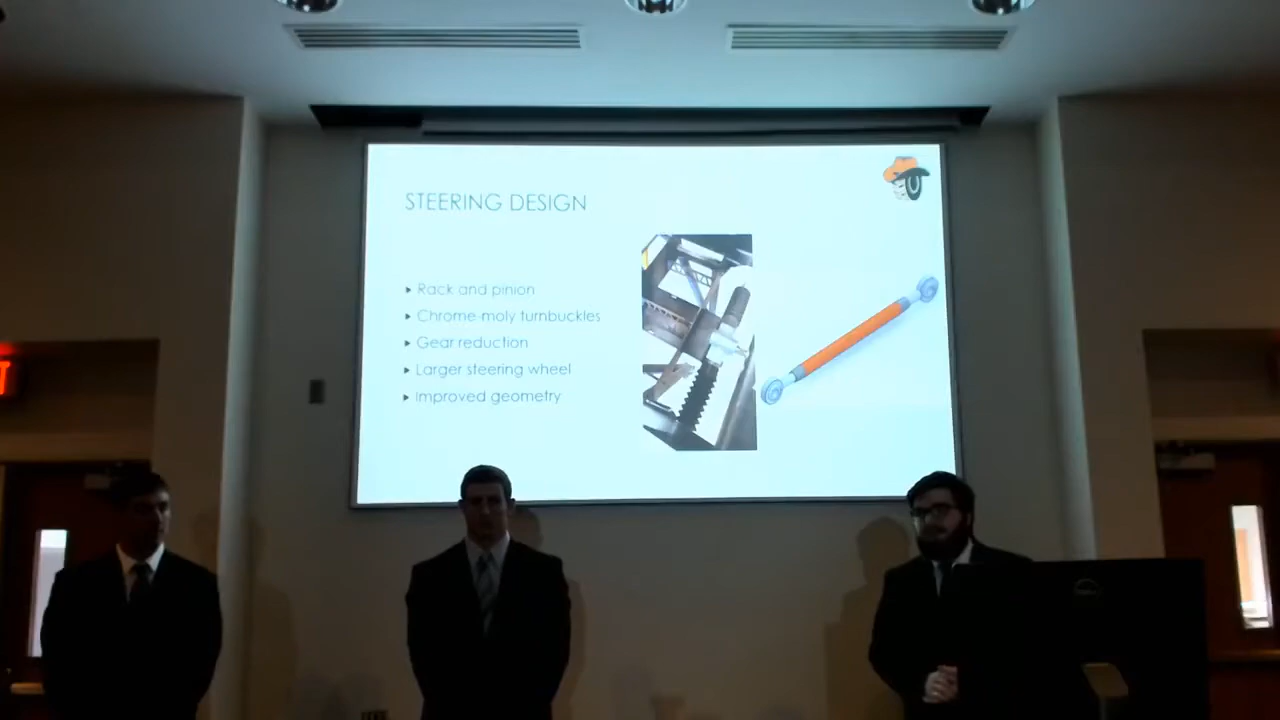 STEERING DESIGN
Rack and pinion
Chrome-moly turnbuckles
Gear reduction
Larger steering wheel
Improved geometry